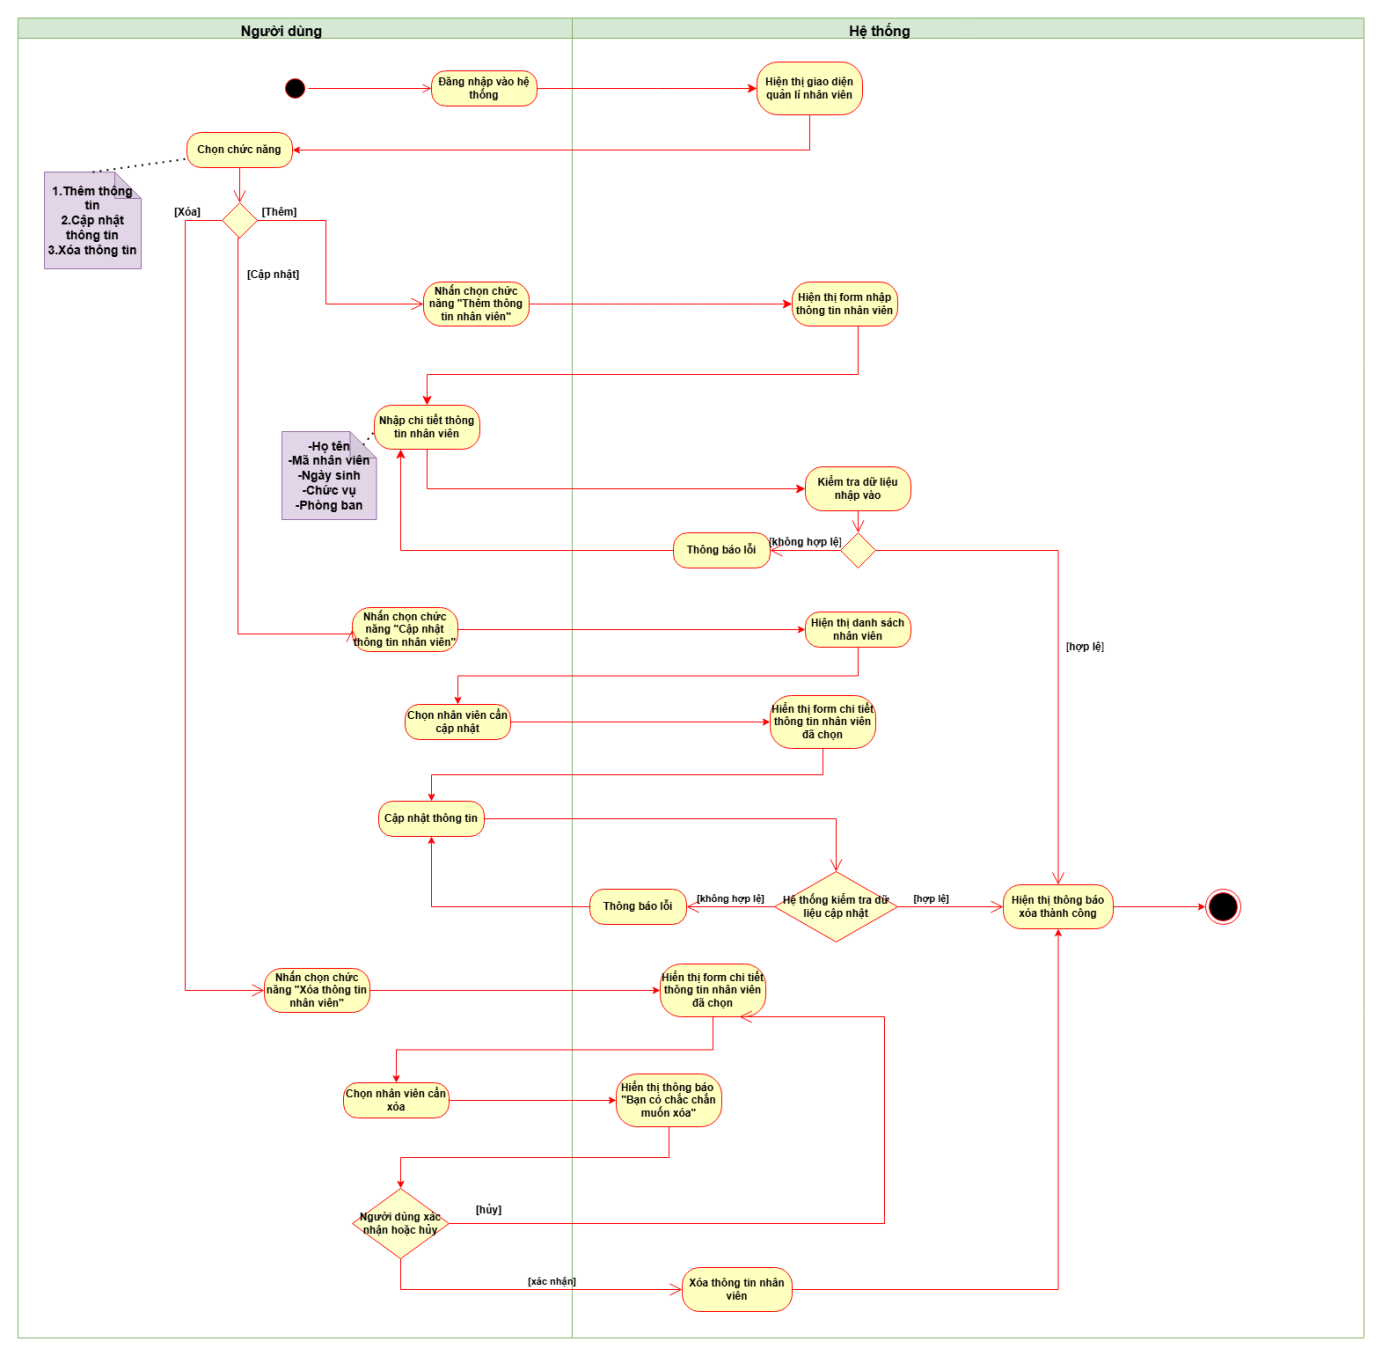 Người dùng
Hệ thống
Đăng nhập vào hệ
thống
Hiện thị giao diện
quản lí nhân viên
Chọn chức năng
1.Thêm thông
tin
2.Cập nhật
thông tin
3.Xóa thông tin
[Xóa]
[Thêm]
[Cập nhật]
Nhấn chọn chức
năng "Thêm thông
tin nhân viên"
Hiện thị form nhập
thông tin nhân viên
Nhập chi tiết thông
tin nhân viên
-Họ tên
-Mã nhân viên
-Ngày sinh
-Chức vụ
-Phòng ban
Kiểm tra dữ liệu
nhập vào
Thông báo lỗi
[không hợp lệ]
[hợp lệ]
Nhấn chọn chức
năng "Cập nhật
thông tin nhân viên"
Hiện thị danh sách
nhân viên
Chọn nhân viên cần
cập nhật
Hiển thị form chi tiết
thông tin nhân viên
đã chọn
Cập nhật thông tin
Thông báo lỗi
[không hợp lệ]
Hệ thống kiểm tra dữ
liệu cập nhật
[hợp lệ]
Hiện thị thông báo
xóa thành công
Nhấn chọn chức
năng "Xóa thông tin
nhân viên"
Hiển thị form chi tiết
thông tin nhân viên
đã chọn
Chọn nhân viên cần
xóa
Hiển thị thông báo
"Bạn có chắc chắn
muốn xóa"
Người dùng xác
nhận hoặc hủy
[hủy]
[xác nhận]
Xóa thông tin nhân
viên